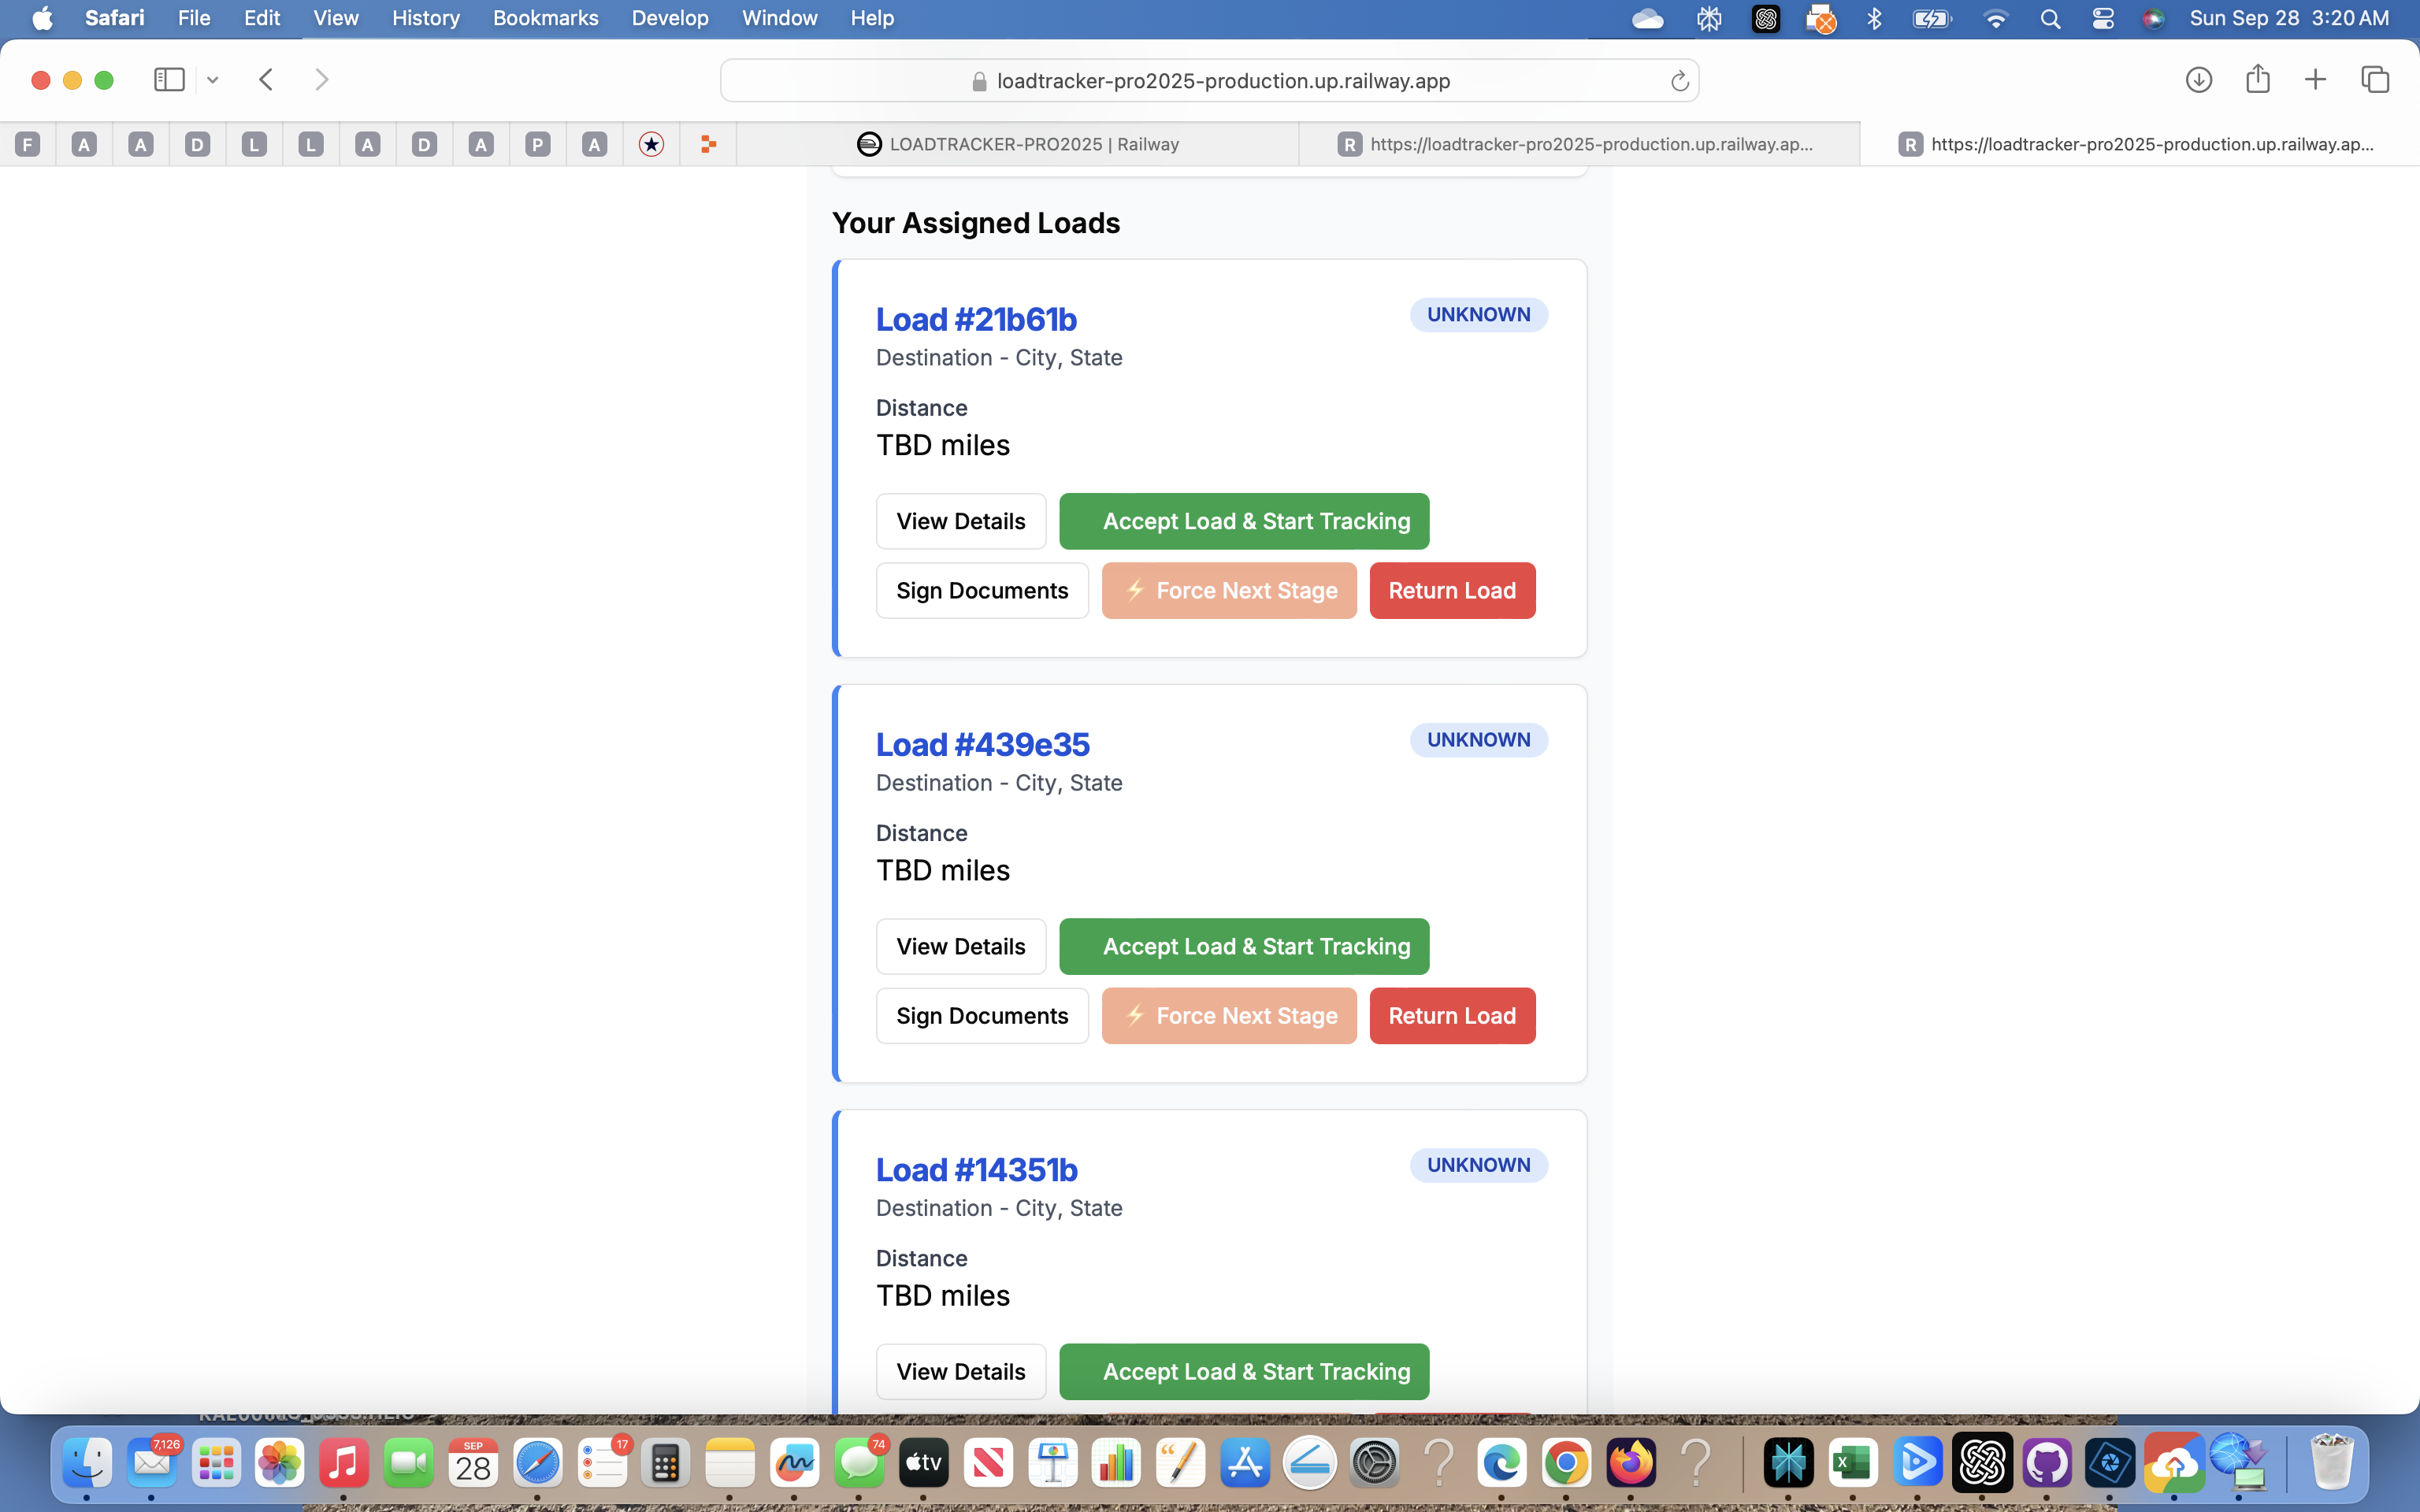 Safari File Edit View History Bookmarks Develop Window Help Sun Sep 28 3:20 AM
loadtracker-pro2025-production.up.railway.app
F A A D L L A D A P A LOADTRACKER-PRO2025 | Railway R https://loadtracker-pro2025-production.up.railway.ap... R https://loadtracker-pro2025-production.up.railway.ap...
Your Assigned Loads
Load #21b61b UNKNOWN
Destination - City, State
Distance
TBD miles
View Details Accept Load & Start Tracking
Sign Documents ⚡ Force Next Stage Return Load
Load #439e35 UNKNOWN
Destination - City, State
Distance
TBD miles
View Details Accept Load & Start Tracking
Sign Documents ⚡ Force Next Stage Return Load
Load #14351b UNKNOWN
Destination - City, State
Distance
TBD miles
View Details Accept Load & Start Tracking
7,126 SEP 28 17 74 tv